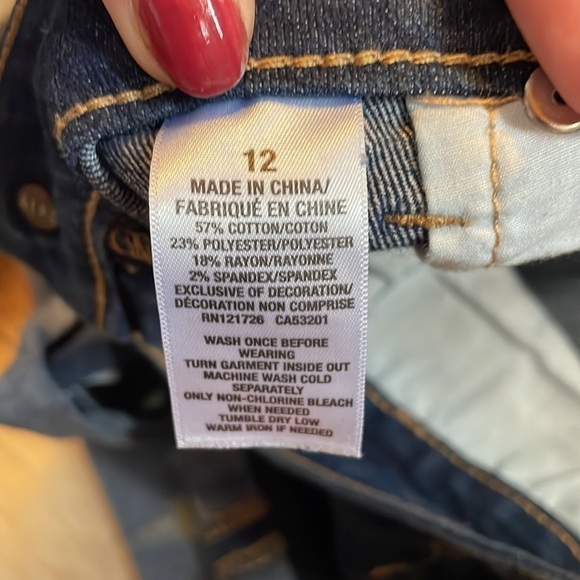 12
MADE IN CHINA/
FABRIQUÉ EN CHINE
57% COTTON/COTON
23% POLYESTER/POLYESTER
18% RAYON/RAYONNE
2% SPANDEX/SPANDEX
EXCLUSIVE OF DECORATION/
DÉCORATION NON COMPRISE
RN121726 CA53201
WASH ONCE BEFORE
WEARING
TURN GARMENT INSIDE OUT
MACHINE WASH COLD
SEPARATELY
ONLY NON-CHLORINE BLEACH
WHEN NEEDED
TUMBLE DRY LOW
WARM IRON IF NEEDED